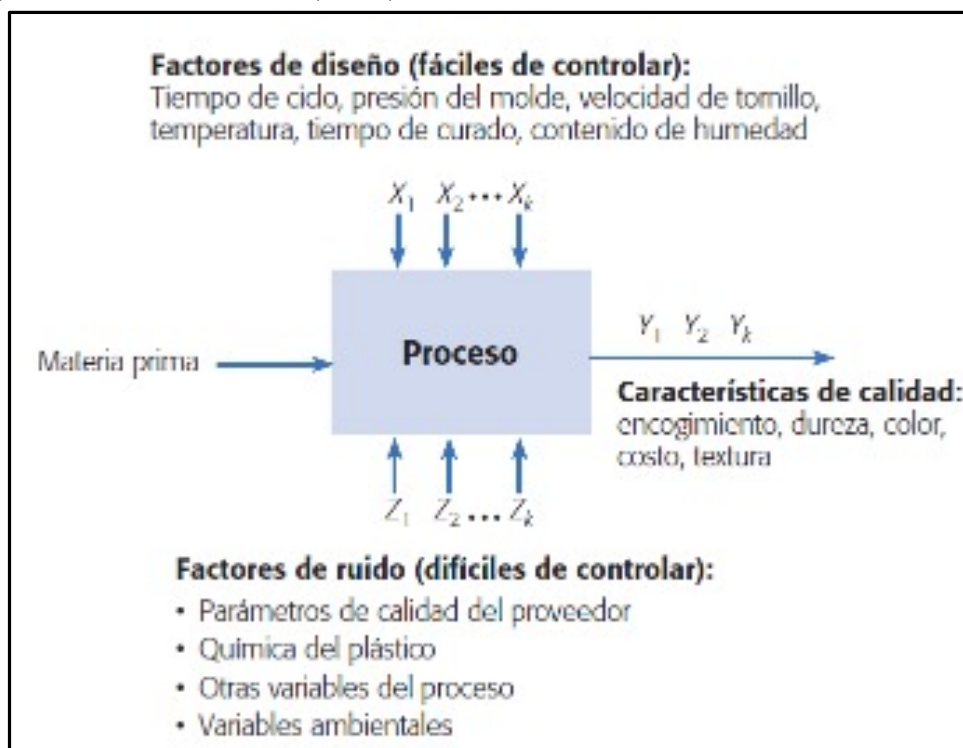 Factores de diseño (fáciles de controlar):
Tiempo de ciclo, presión del molde, velocidad de tornillo,
temperatura, tiempo de curado, contenido de humedad
X₁ X₂ ··· Xₖ
Materia prima
Proceso
Y₁ Y₂ Yₖ
Características de calidad:
encogimiento, dureza, color,
costo, textura
Z₁ Z₂ ... Zₖ
Factores de ruido (difíciles de controlar):
• Parámetros de calidad del proveedor
• Química del plástico
• Otras variables del proceso
• Variables ambientales